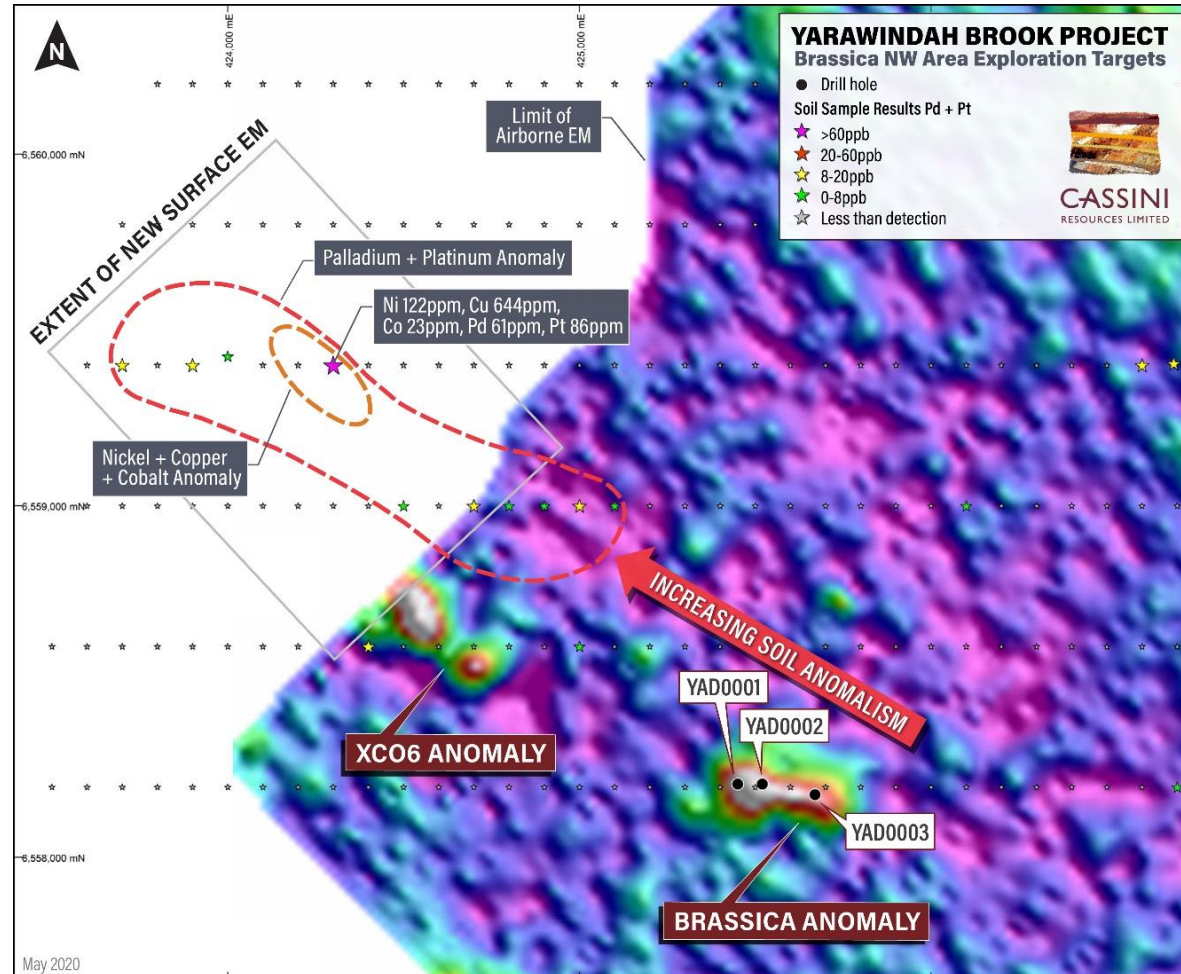 YARAWINDAH BROOK PROJECT
Brassica NW Area Exploration Targets
Drill hole
Soil Sample Results Pd + Pt
>60ppb
20-60ppb
8-20ppb
0-8ppb
Less than detection
CASSINI
RESOURCES LIMITED
N
424,000 mE
425,000 mE
Limit of
Airborne EM
6,560,000 mN
EXTENT OF NEW SURFACE EM
Palladium + Platinum Anomaly
Ni 122ppm, Cu 644ppm,
Co 23ppm, Pd 61ppm, Pt 86ppm
Nickel + Copper
+ Cobalt Anomaly
6,559,000 mN
INCREASING SOIL ANOMALISM
YAD0001
YAD0002
XCO6 ANOMALY
YAD0003
6,558,000 mN
BRASSICA ANOMALY
May 2020